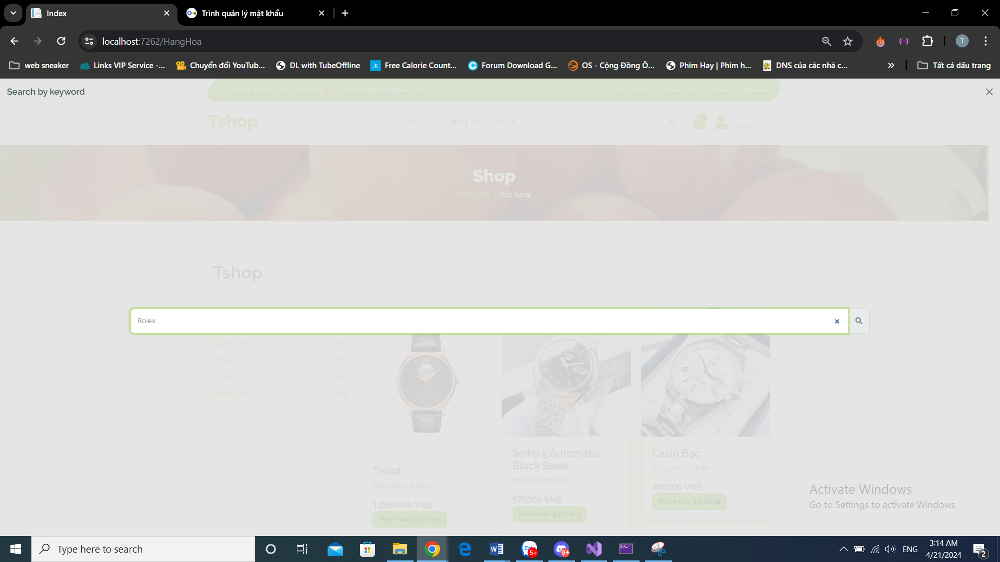 Index
Trình quản lý mật khẩu
localhost:7262/HangHoa
T
web sneaker
Links VIP Service -...
Chuyển đổi YouTub...
DL with TubeOffline
Free Calorie Count...
Forum Download G...
OS - Cộng Đồng Ô...
Phim Hay | Phim h...
DNS của các nhà c...
Tất cả dấu trang
Search by keyword
53/27A Bùi Văn Ba,Q.7,TP.HCM
minhtri7895123@gmail.com
Privacy Policy / Terms of Use / Sales and Refunds
Tshop
Trang chủ
Đồng hồ
Liên hệ
Truong Minh Tri
Shop
Trang chủ
Cửa hàng
Tshop
Rolex
Cao cấp (6)
Nam (5)
Nữ (5)
Phổ biến (7)
Tissot
Đồng hồ phổ biến
12800000 VNĐ
Thêm vào giỏ hàng
Seiko 5 Automatic
Black Steel
Đồng hồ phổ biến
970000 VNĐ
Thêm vào giỏ hàng
Casio Bạc
Đồng hồ phổ biến
700000 VNĐ
Thêm vào giỏ hàng
Activate Windows
Go to Settings to activate Windows.
Type here to search
5+
9+
ENG
3:14 AM
4/21/2024
2